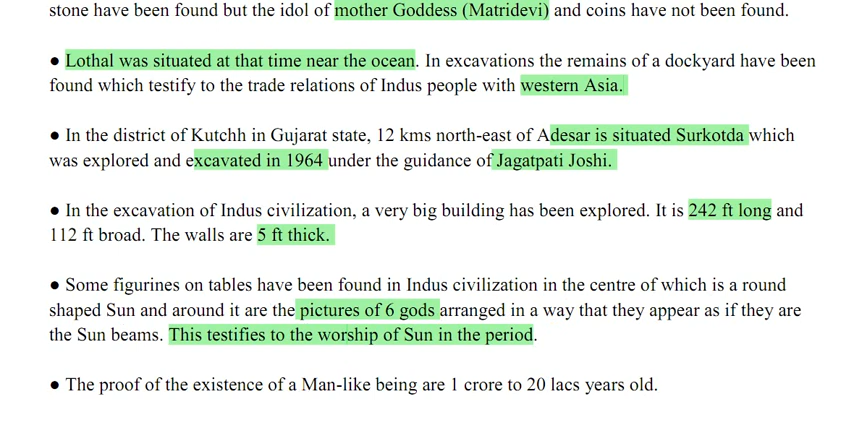 stone have been found but the idol of mother Goddess (Matridevi) and coins have not been found.
● Lothal was situated at that time near the ocean. In excavations the remains of a dockyard have been
found which testify to the trade relations of Indus people with western Asia.
● In the district of Kutchh in Gujarat state, 12 kms north-east of Adesar is situated Surkotda which
was explored and excavated in 1964 under the guidance of Jagatpati Joshi.
● In the excavation of Indus civilization, a very big building has been explored. It is 242 ft long and
112 ft broad. The walls are 5 ft thick.
● Some figurines on tables have been found in Indus civilization in the centre of which is a round
shaped Sun and around it are the pictures of 6 gods arranged in a way that they appear as if they are
the Sun beams. This testifies to the worship of Sun in the period.
● The proof of the existence of a Man-like being are 1 crore to 20 lacs years old.